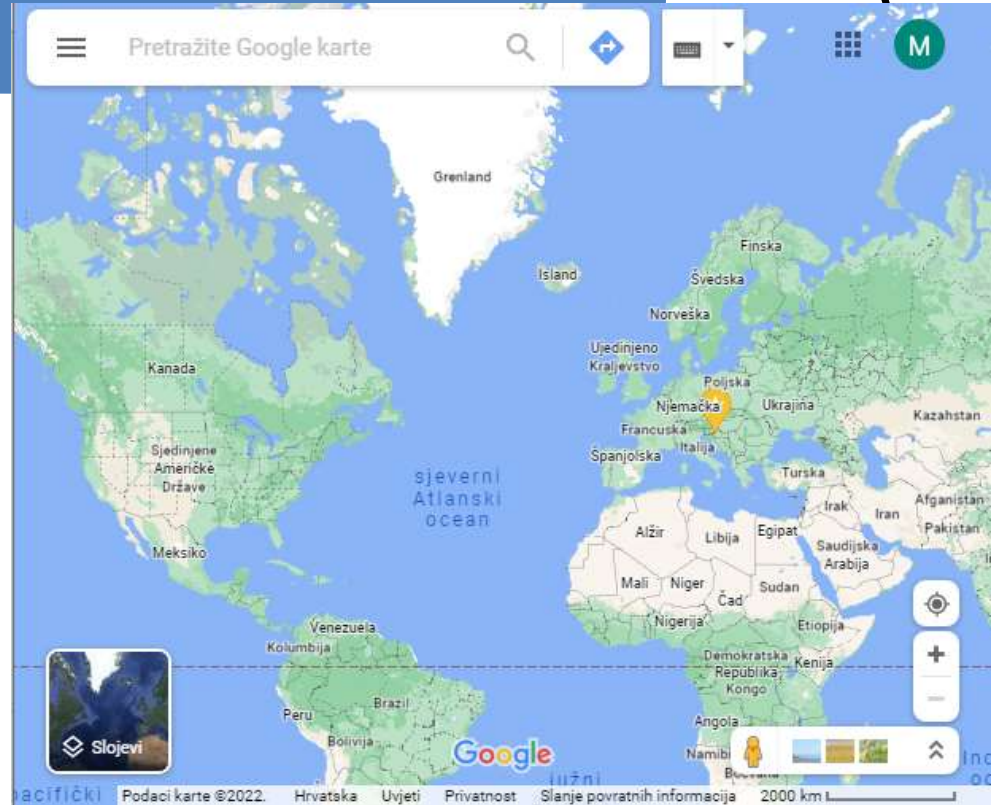 Pretražite Google karte
M
Grenland
Finska
Island
Švedska
Norveška
Ujedinjeno
Kraljevstvo
Kanada
Poljska
Njemačka
Ukrajina
Kazahstan
Francuska
Sjedinjene
Američke
Države
Italija
Španjolska
sjeverni
Atlanski
ocean
Turska
Afganistan
Irak
Iran
Pakistan
Alžir
Libija
Egipat
Saudijska
Arabija
Meksiko
Mali
Niger
Sudan
Čad
Nigerija
Etiopija
Venezuela
Kolumbija
Demokratska
Republika
Kongo
Kenija
Peru
Brazil
Angola
Bolivija
Slojevi
Google
južni
pacifički
Podaci karte ©2022.
Hrvatska
Uvjeti
Privatnost
Slanje povratnih informacija
2000 km